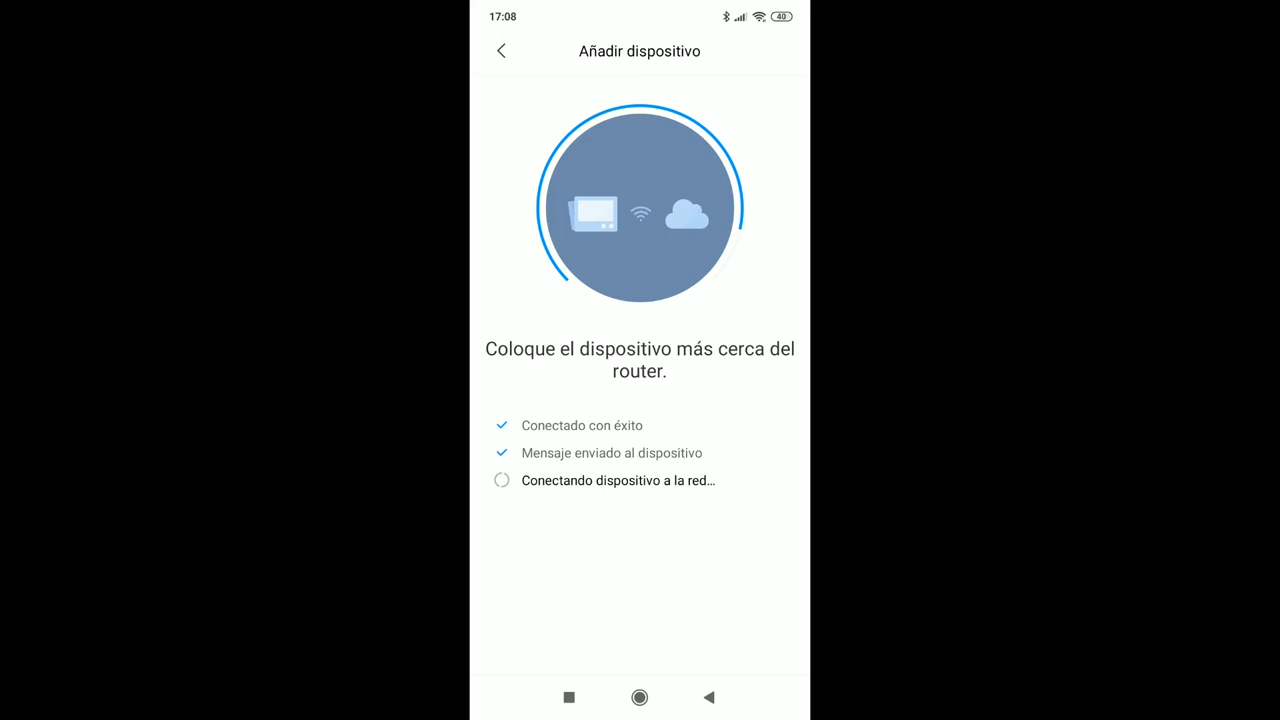 17:08
40
Añadir dispositivo
Coloque el dispositivo más cerca del
router.
Conectado con éxito
Mensaje enviado al dispositivo
Conectando dispositivo a la red...